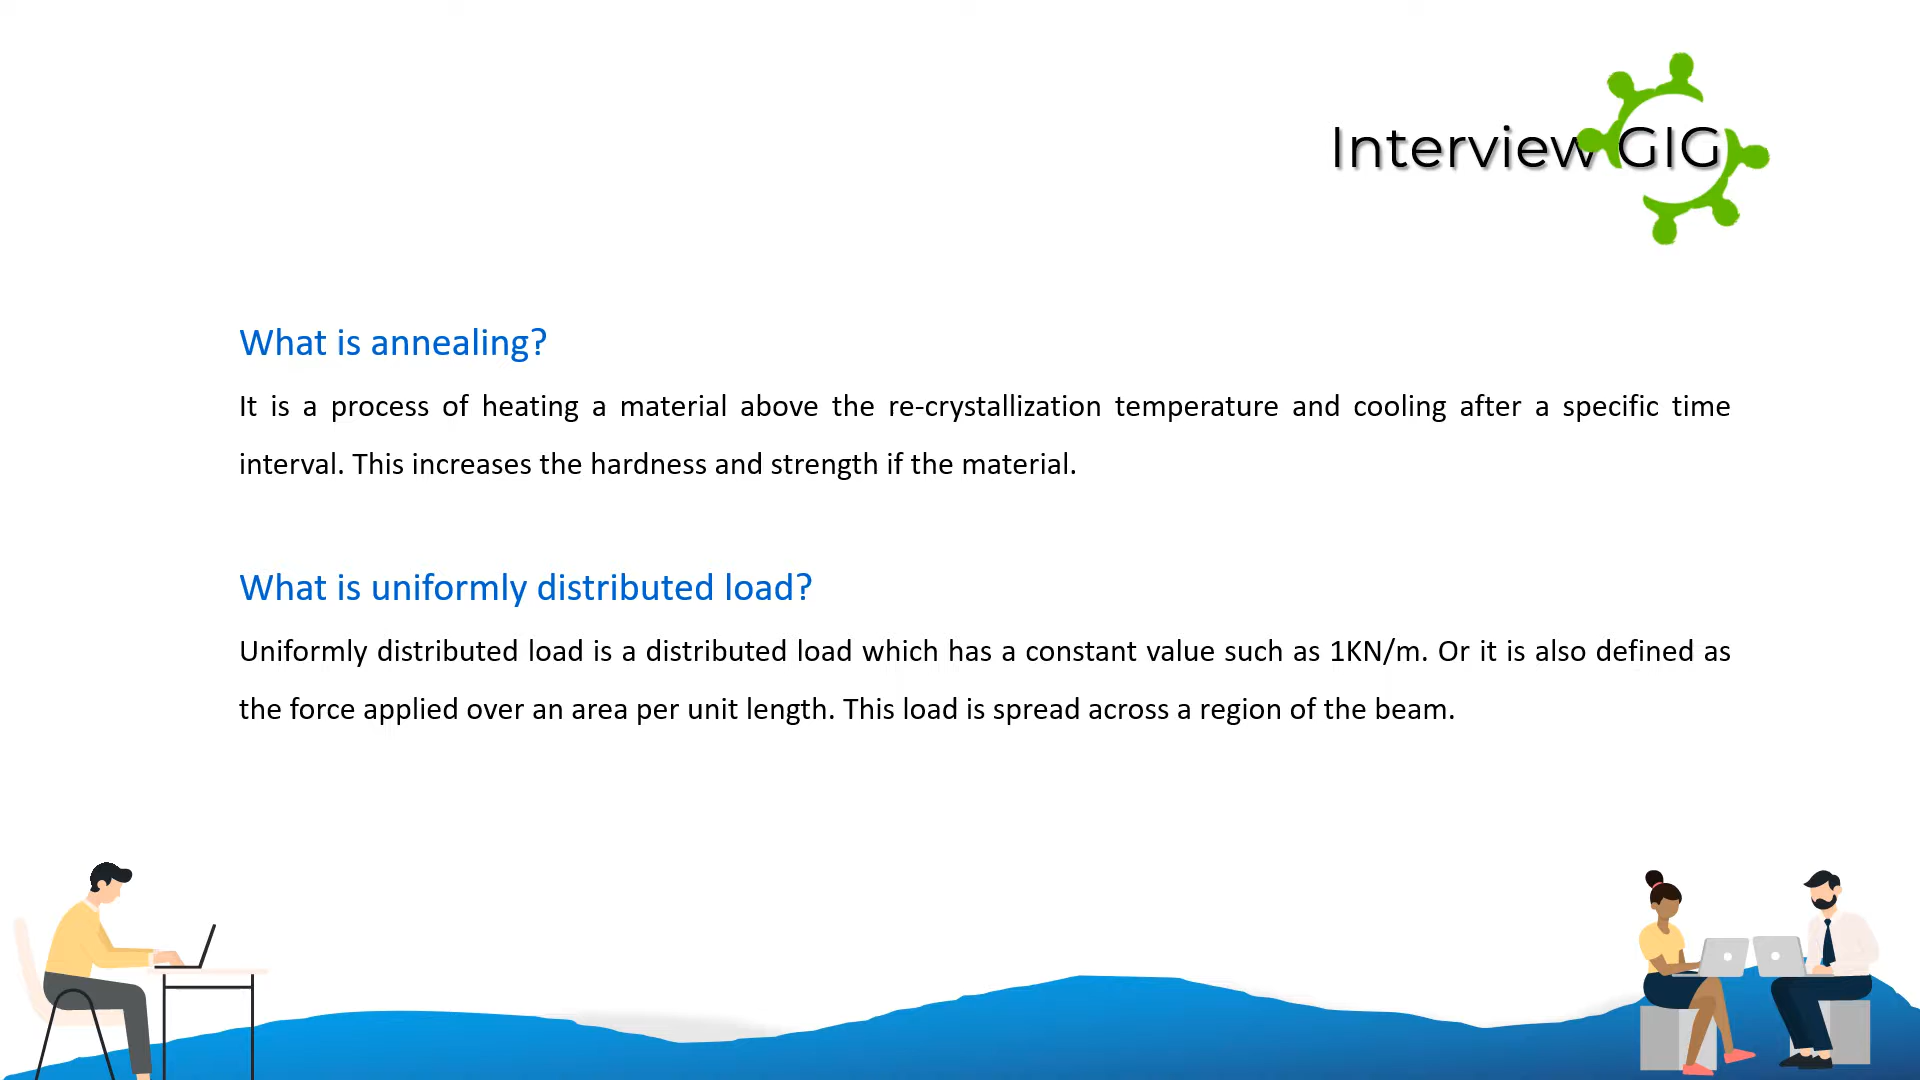 Interview GIG
What is annealing?
It is a process of heating a material above the re-crystallization temperature and cooling after a specific time
interval. This increases the hardness and strength if the material.
What is uniformly distributed load?
Uniformly distributed load is a distributed load which has a constant value such as 1KN/m. Or it is also defined as
the force applied over an area per unit length. This load is spread across a region of the beam.